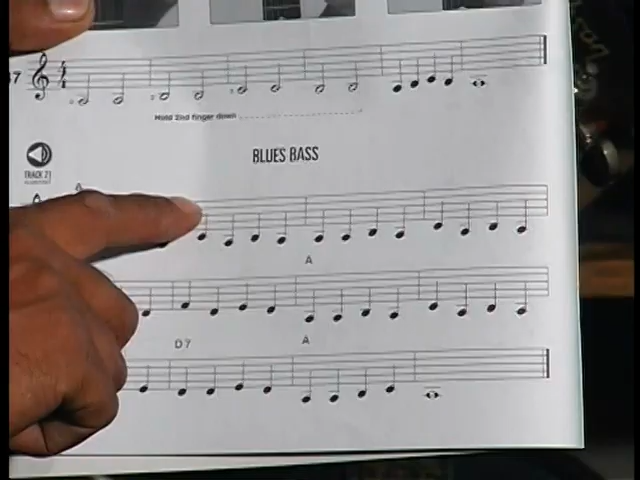 7
Hold 2nd finger down
BLUES BASS
TRACK 21
A
A
D7
A